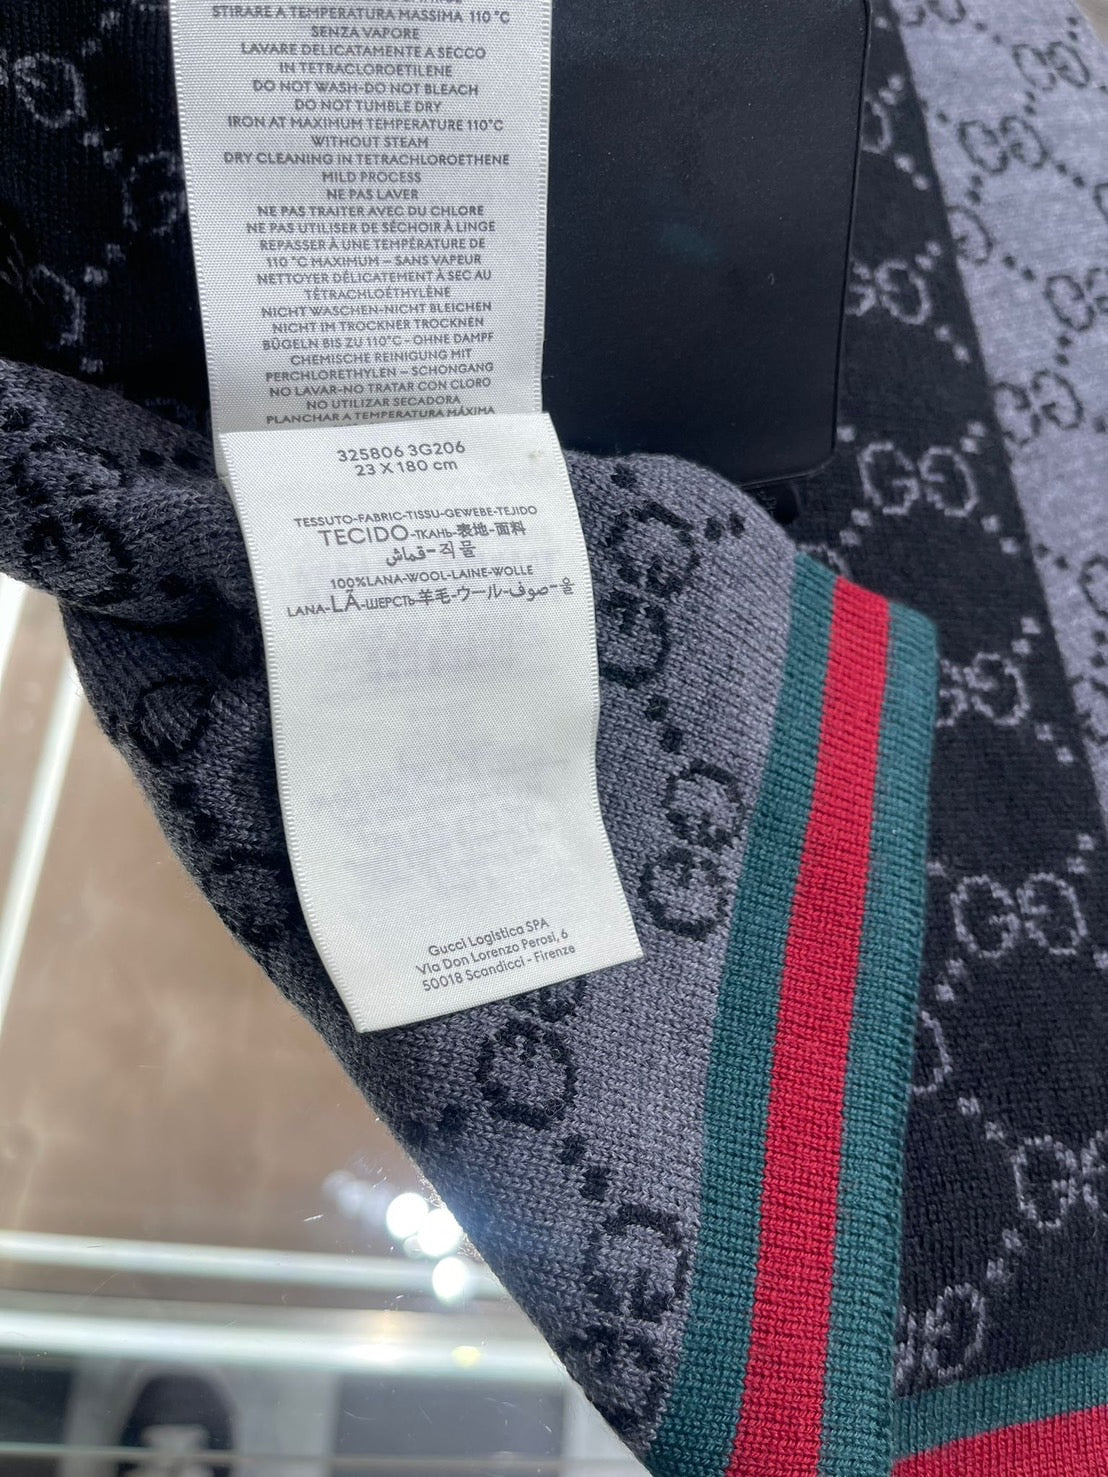 STIRARE A TEMPERATURA MASSIMA 110 °C
SENZA VAPORE
LAVARE DELICATAMENTE A SECCO
IN TETRACLOROETILENE
DO NOT WASH-DO NOT BLEACH
DO NOT TUMBLE DRY
IRON AT MAXIMUM TEMPERATURE 110°C
WITHOUT STEAM
DRY CLEANING IN TETRACHLOROETHENE
MILD PROCESS
NE PAS LAVER
NE PAS TRAITER AVEC DU CHLORE
NE PAS UTILISER DE SÉCHOIR À LINGE
REPASSER À UNE TEMPÉRATURE DE
110 °C MAXIMUM – SANS VAPEUR
NETTOYER DÉLICATEMENT À SEC AU
TÉTRACHLOÉTHYLÈNE
NICHT WASCHEN-NICHT BLEICHEN
NICHT IM TROCKNER TROCKNEN
BÜGELN BIS ZU 110°C - OHNE DAMPF
CHEMISCHE REINIGUNG MIT
PERCHLORETHYLEN – SCHONGANG
NO LAVAR-NO TRATAR CON CLORO
NO UTILIZAR SECADORA
PLANCHAR A TEMPERATURA MÁXIMA
325806 3G206
23 X 180 cm
TESSUTO-FABRIC-TISSU-GEWEBE-TEJIDO
TECIDO-ТКАНЬ-表地-面料
قماش-직물
100%LANA-WOOL-LAINE-WOLLE
LANA-LÃ-ШЕРСТЬ-羊毛-ウール-صوف-울
Gucci Logistica SPA
Via Don Lorenzo Perosi, 6
50018 Scandicci - Firenze